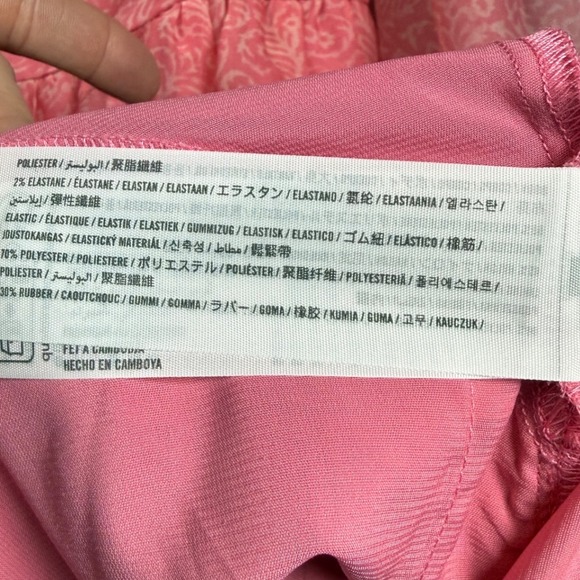 POLIESTER / البوليستر / 聚脂纖維
2% ELASTANE / ÉLASTANE / ELASTAN / ELASTAAN / エラスタン / ELASTANO / 氨纶 / ELASTAANIA / 엘라스탄 /
إيلاستين / 彈性纖維
ELASTIC / ÉLASTIQUE / ELASTIK / ELASTIEK / GUMMIZUG / ELASTISK / ELASTICO / ゴム紐 / ELÁSTICO / 橡筋 /
JOUSTOKANGAS / ELASTICKÝ MATERIÁL / 신축성 / مطاط / 鬆緊帶
70% POLYESTER / POLIESTERE / ポリエステル / POLIÉSTER / 聚酯纤维 / POLYESTERIÄ / 폴리에스테르 /
POLIESTER / البوليستر / 聚脂纖維
30% RUBBER / CAOUTCHOUC / GUMMI / GOMMA / ラバー / GOMA / 橡胶 / KUMIA / GUMA / 고무 / KAUCZUK /
HECHO EN CAMBOYA